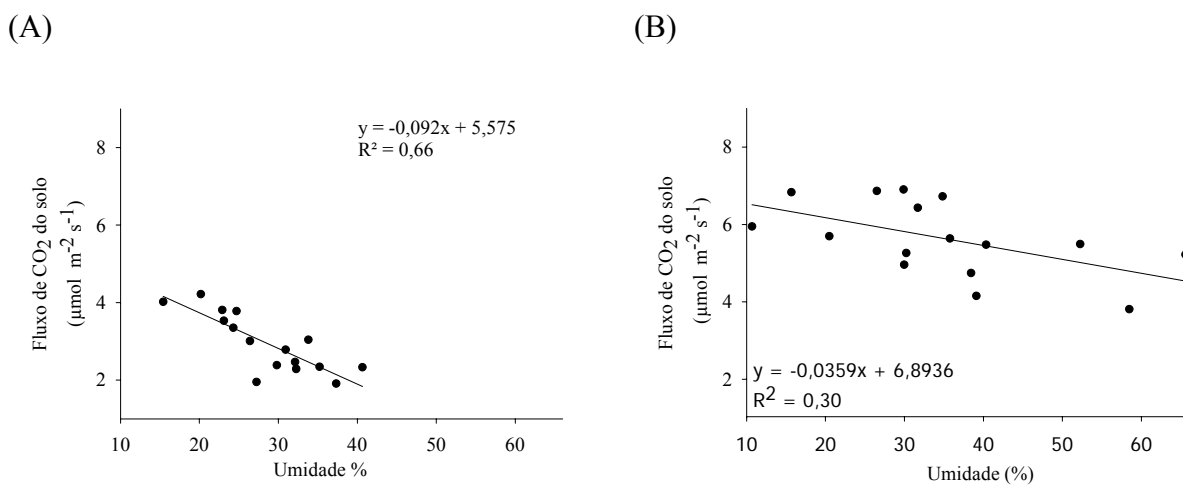 (A)
(B)
y = -0,092x + 5,575
R² = 0,66
8
6
4
2
Fluxo de CO2 do solo
(µmol m-2 s-1)
10 20 30 40 50 60
Umidade %
8
6
4
2
Fluxo de CO2 do solo
(µmol m-2 s-1)
y = -0,0359x + 6,8936
R2 = 0,30
10 20 30 40 50 60
Umidade (%)